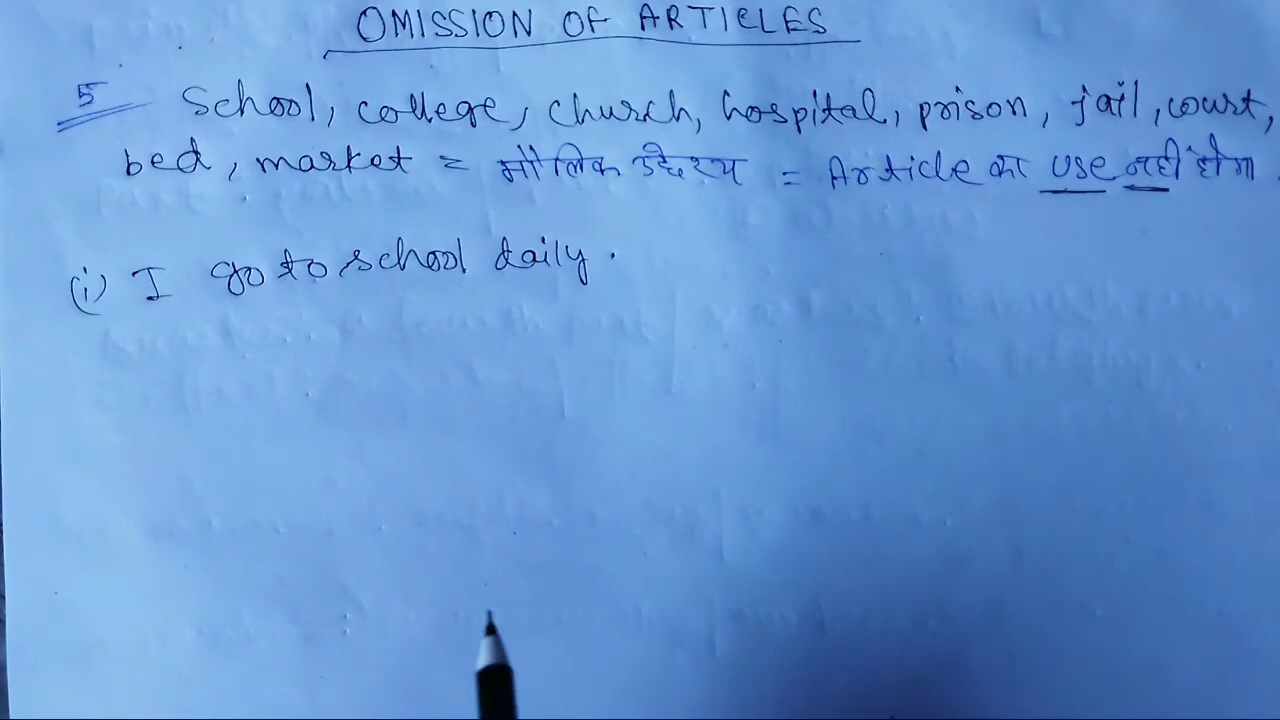 OMISSION OF ARTICLES
5 School, college, church, hospital, prison, jail, court,
bed, market = मौलिक उद्देश्य = Article का use नहीं होगा.
(i) I go to school daily.